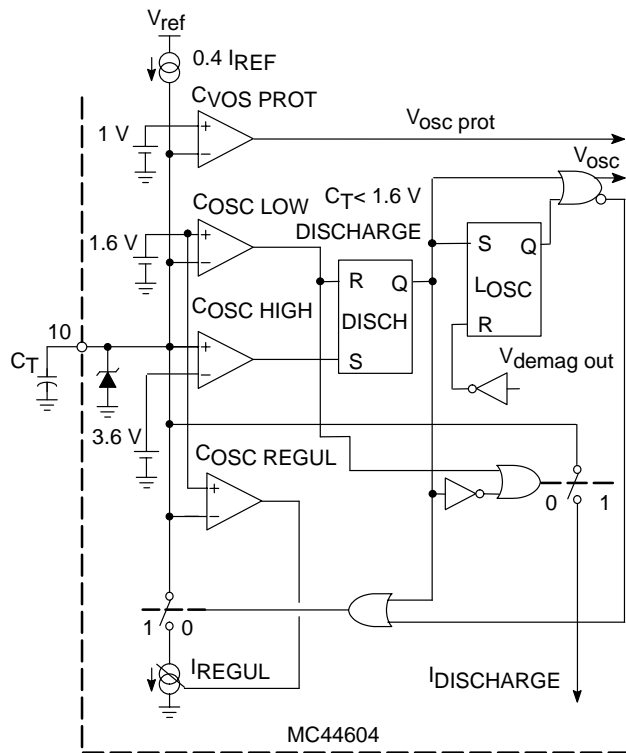 Vref
0.4 IREF
CVOS PROT
1 V
Vosc prot
Vosc
COSC LOW
CT< 1.6 V
DISCHARGE
1.6 V
R Q
DISCH
S
S Q
LOSC
R
COSC HIGH
10
CT
Vdemag out
3.6 V
COSC REGUL
0 1
1 0
IREGUL
IDISCHARGE
MC44604